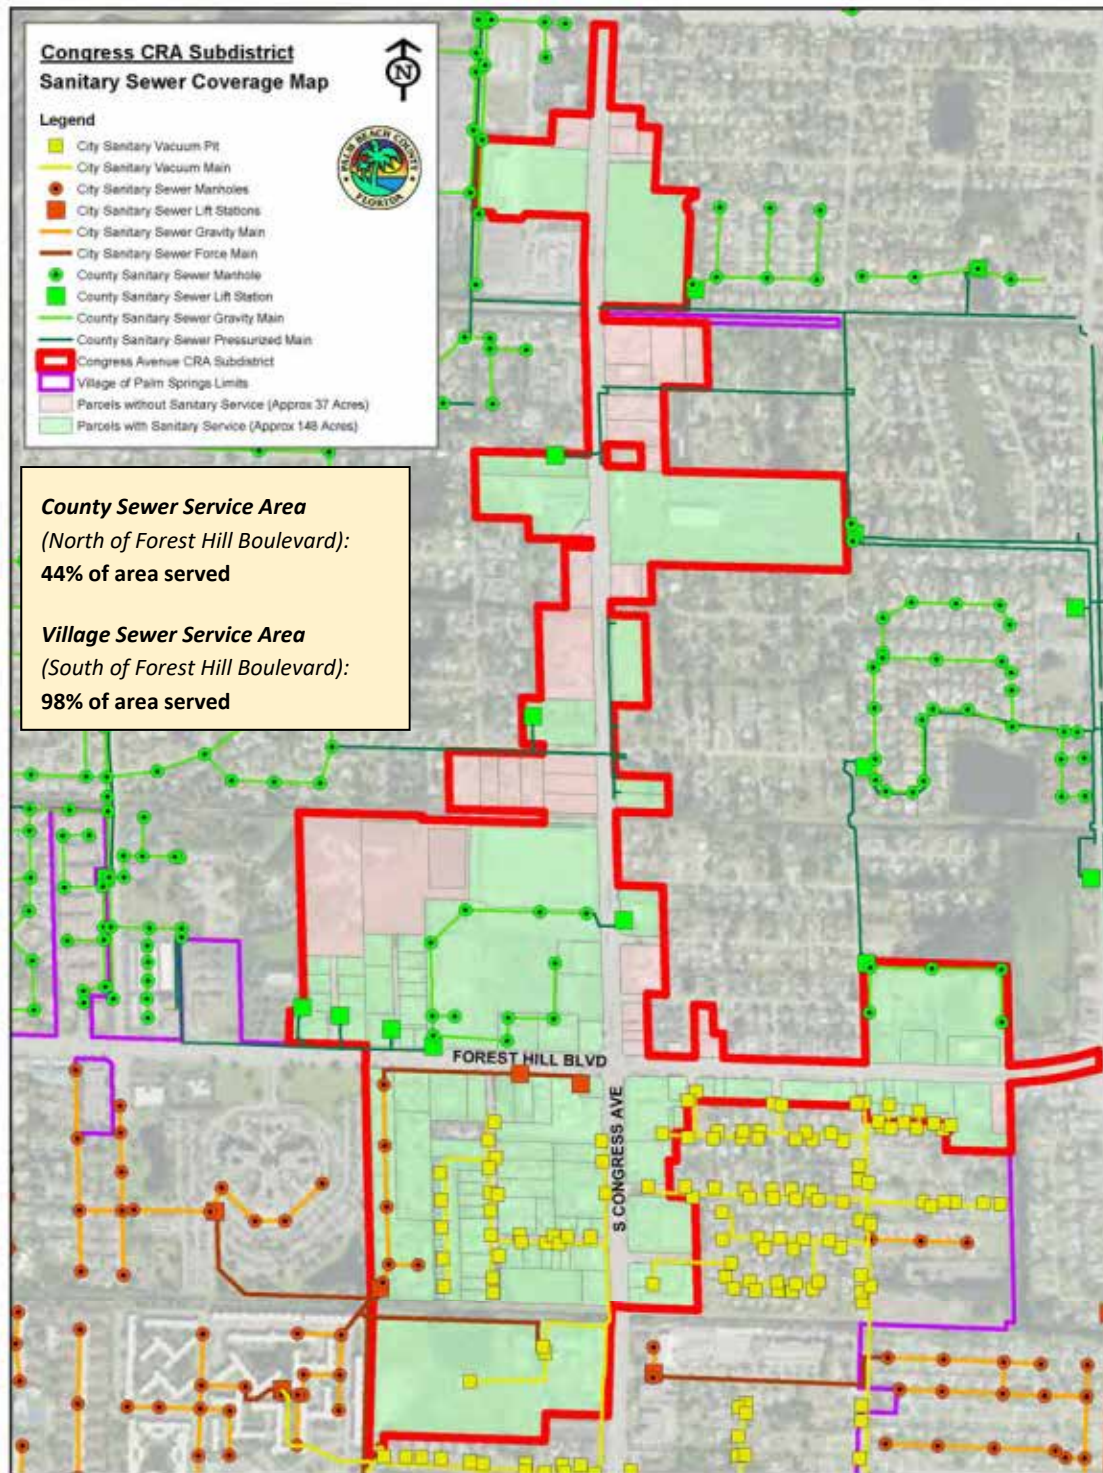 Congress CRA Subdistrict
Sanitary Sewer Coverage Map
N
Legend
City Sanitary Vacuum Pit
City Sanitary Vacuum Main
City Sanitary Sewer Manholes
City Sanitary Sewer Lift Stations
City Sanitary Sewer Gravity Main
City Sanitary Sewer Force Main
County Sanitary Sewer Manhole
County Sanitary Sewer Lift Station
County Sanitary Sewer Gravity Main
County Sanitary Sewer Pressurized Main
Congress Avenue CRA Subdistrict
Village of Palm Springs Limits
Parcels without Sanitary Service (Approx 37 Acres)
Parcels with Sanitary Service (Approx 148 Acres)
PALM BEACH COUNTY
FLORIDA
County Sewer Service Area
(North of Forest Hill Boulevard):
44% of area served
Village Sewer Service Area
(South of Forest Hill Boulevard):
98% of area served
FOREST HILL BLVD
S CONGRESS AVE